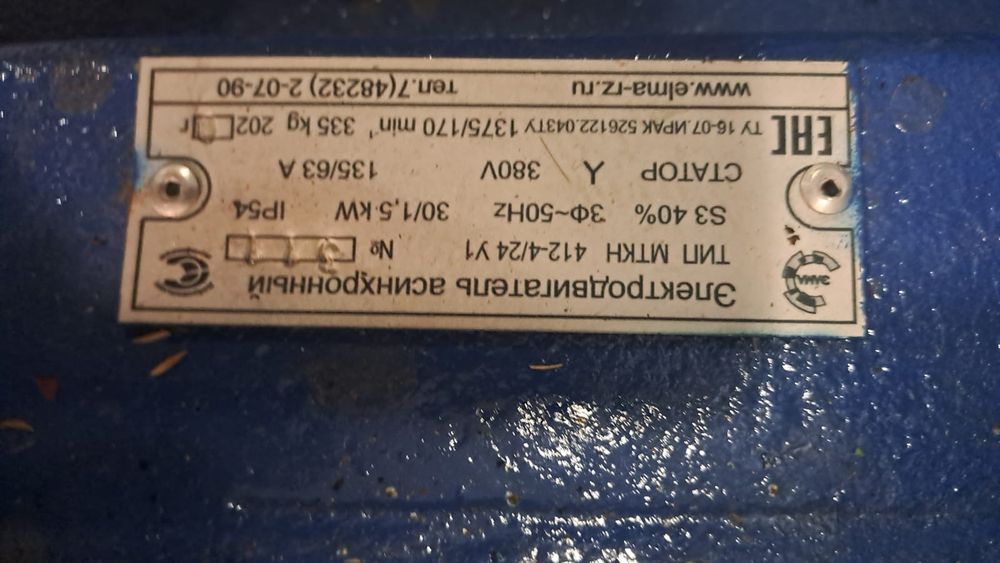 ЭЛМА
Электродвигатель асинхронный
ТИП МТКН 412-4/24 У1 №
S3 40% 3Ф~50Hz 30/1,5 kW IP54
СТАТОР Y 380V 135/63 A
ТУ 16-07.ИРАК 526122.043ТУ 1375/170 min⁻¹ 335 kg 202 г
EAC
www.elma-rz.ru тел.7(48232) 2-07-90